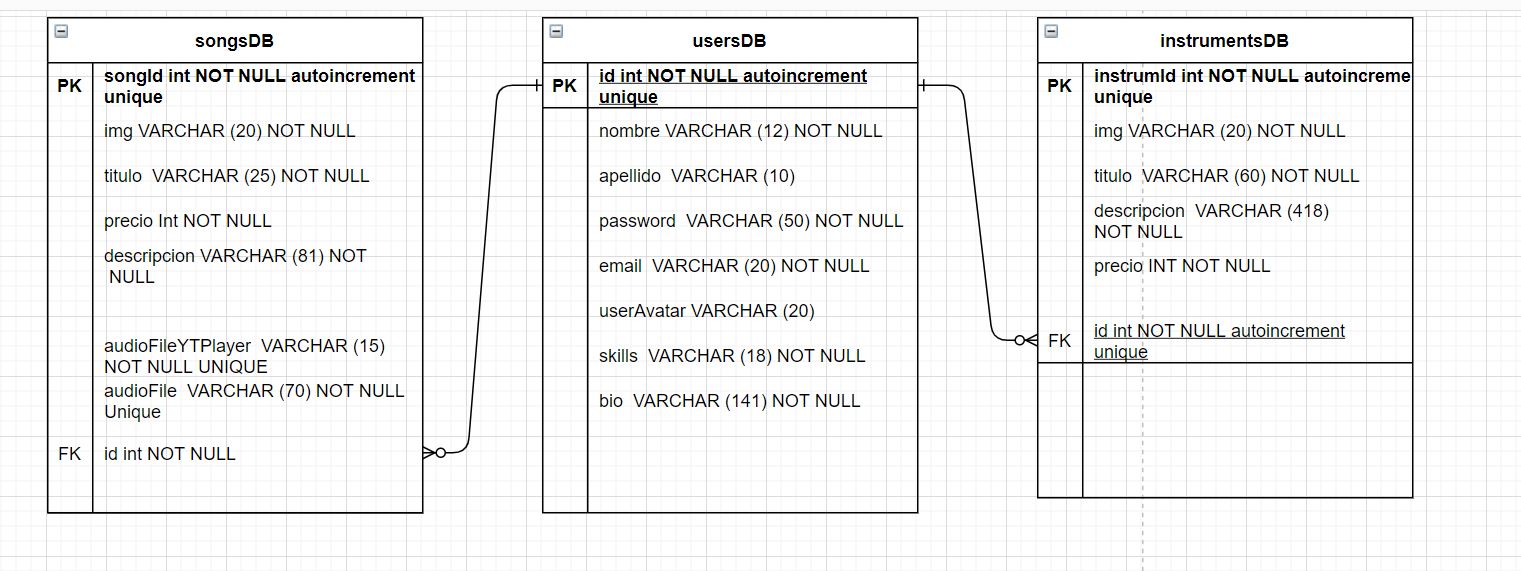 songsDB
PK
songId int NOT NULL autoincrement
unique
img VARCHAR (20) NOT NULL
titulo VARCHAR (25) NOT NULL
precio Int NOT NULL
descripcion VARCHAR (81) NOT
NULL
audioFileYTPlayer VARCHAR (15)
NOT NULL UNIQUE
audioFile VARCHAR (70) NOT NULL
Unique
FK
id int NOT NULL
usersDB
PK
id int NOT NULL autoincrement
unique
nombre VARCHAR (12) NOT NULL
apellido VARCHAR (10)
password VARCHAR (50) NOT NULL
email VARCHAR (20) NOT NULL
userAvatar VARCHAR (20)
skills VARCHAR (18) NOT NULL
bio VARCHAR (141) NOT NULL
instrumentsDB
PK
instrumId int NOT NULL autoincreme
unique
img VARCHAR (20) NOT NULL
titulo VARCHAR (60) NOT NULL
descripcion VARCHAR (418)
NOT NULL
precio INT NOT NULL
FK
id int NOT NULL autoincrement
unique